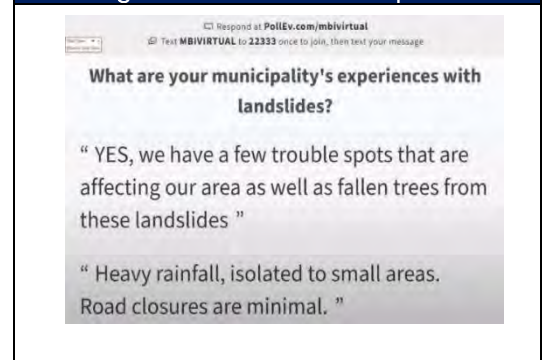 Respond at PollEv.com/mbivirtual
Text MBIVIRTUAL to 22333 once to join, then text your message
What are your municipality's experiences with
landslides?
“ YES, we have a few trouble spots that are
affecting our area as well as fallen trees from
these landslides ”
“ Heavy rainfall, isolated to small areas.
Road closures are minimal. ”